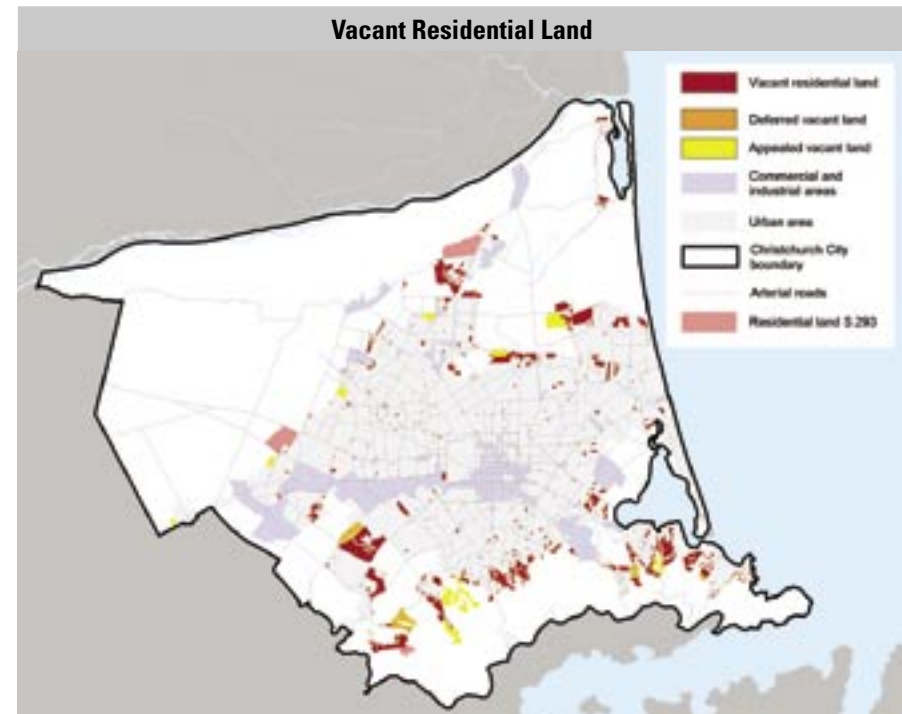 Vacant Residential Land
Vacant residential land
Deferred vacant land
Appealed vacant land
Commercial and
industrial areas
Urban area
Christchurch City
boundary
Arterial roads
Residential land S.293